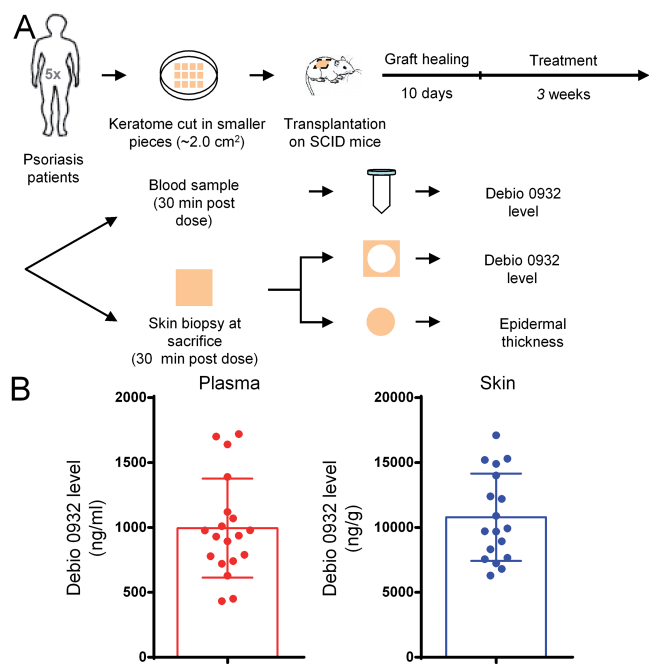 A
5x
Graft healing
Treatment
10 days
3 weeks
Keratome cut in smaller
pieces (~2.0 cm²)
Transplantation
on SCID mice
Psoriasis
patients
Blood sample
(30 min post
dose)
Debio 0932
level
Debio 0932
level
Skin biopsy at
sacrifice
(30 min post dose)
Epidermal
thickness
B
Plasma
Skin
2000
1500
1000
500
0
Debio 0932 level
(ng/ml)
20000
15000
10000
5000
0
Debio 0932 level
(ng/g)